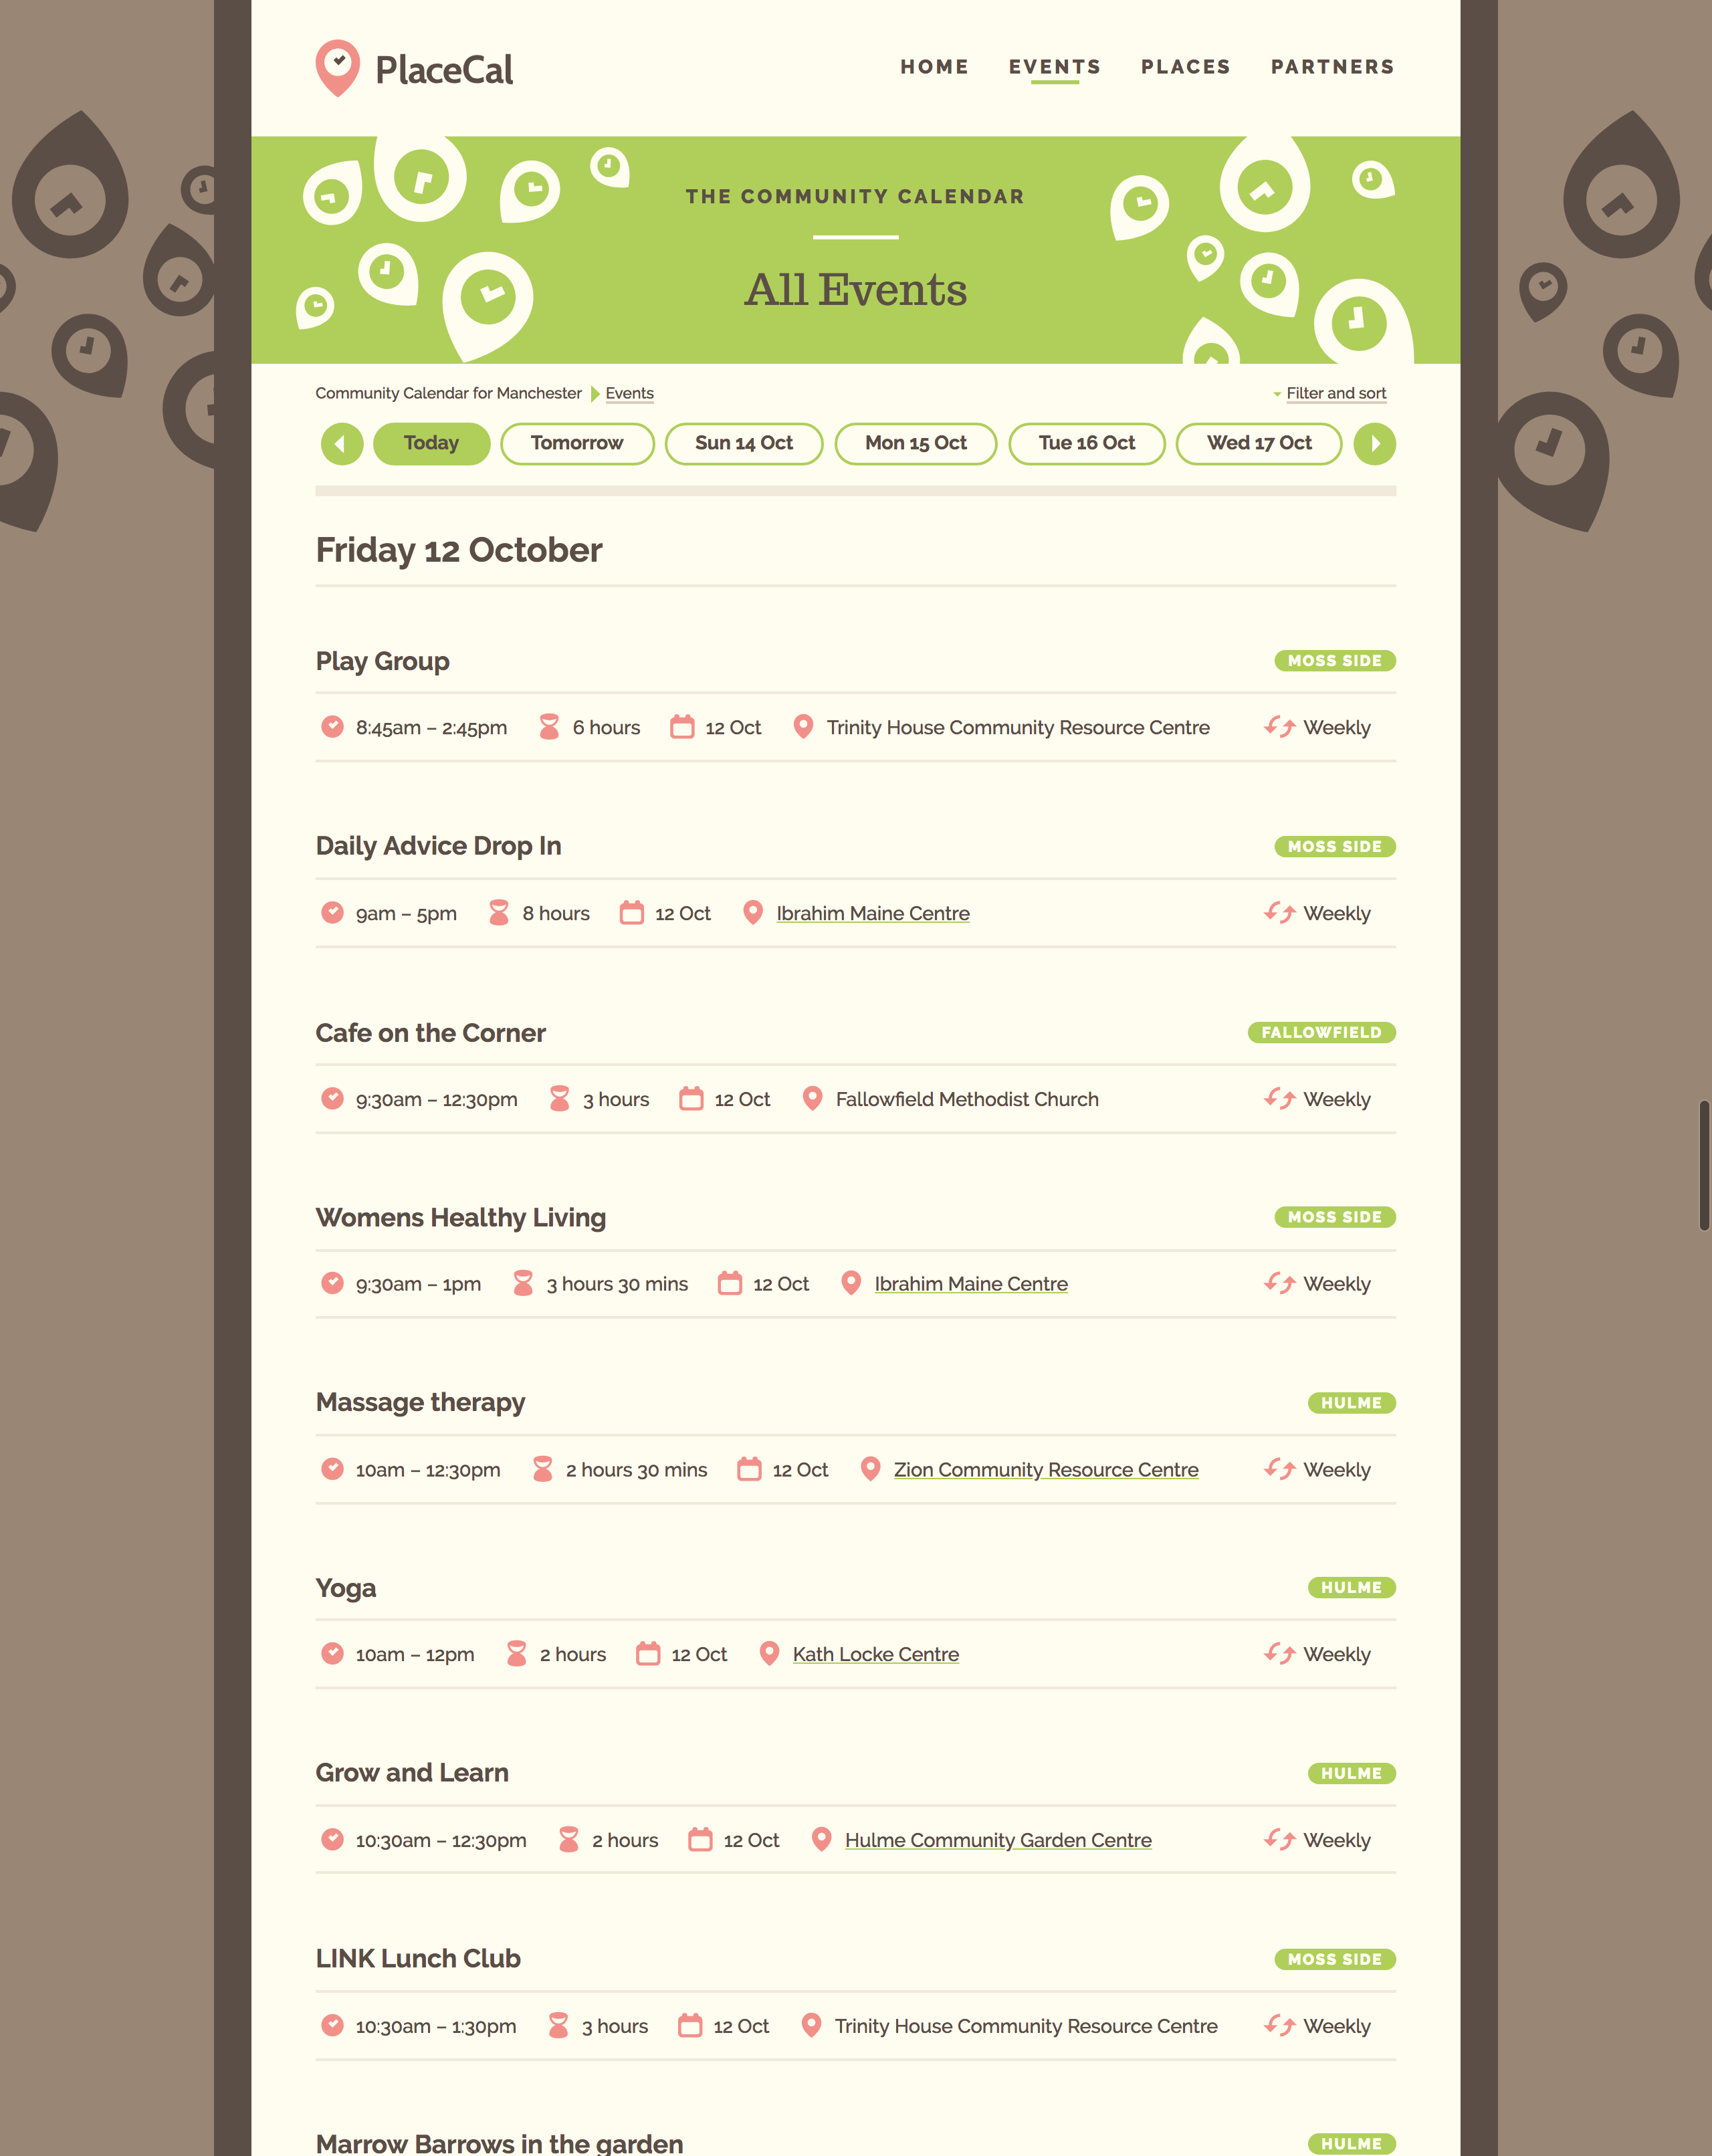 PlaceCal
HOME EVENTS PLACES PARTNERS
THE COMMUNITY CALENDAR
All Events
Community Calendar for Manchester Events Filter and sort
Today Tomorrow Sun 14 Oct Mon 15 Oct Tue 16 Oct Wed 17 Oct
Friday 12 October
Play Group MOSS SIDE
8:45am – 2:45pm 6 hours 12 Oct Trinity House Community Resource Centre Weekly
Daily Advice Drop In MOSS SIDE
9am – 5pm 8 hours 12 Oct Ibrahim Maine Centre Weekly
Cafe on the Corner FALLOWFIELD
9:30am – 12:30pm 3 hours 12 Oct Fallowfield Methodist Church Weekly
Womens Healthy Living MOSS SIDE
9:30am – 1pm 3 hours 30 mins 12 Oct Ibrahim Maine Centre Weekly
Massage therapy HULME
10am – 12:30pm 2 hours 30 mins 12 Oct Zion Community Resource Centre Weekly
Yoga HULME
10am – 12pm 2 hours 12 Oct Kath Locke Centre Weekly
Grow and Learn HULME
10:30am – 12:30pm 2 hours 12 Oct Hulme Community Garden Centre Weekly
LINK Lunch Club MOSS SIDE
10:30am – 1:30pm 3 hours 12 Oct Trinity House Community Resource Centre Weekly
Marrow Barrows in the garden HULME